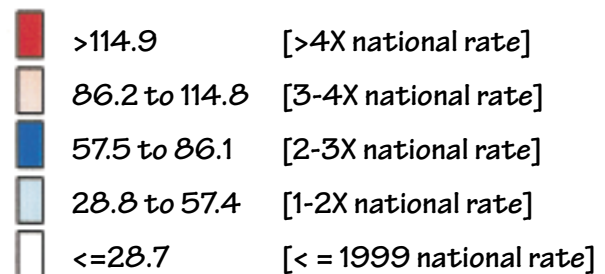 >114.9 [>4X national rate]
86.2 to 114.8 [3-4X national rate]
57.5 to 86.1 [2-3X national rate]
28.8 to 57.4 [1-2X national rate]
<=28.7 [< = 1999 national rate]